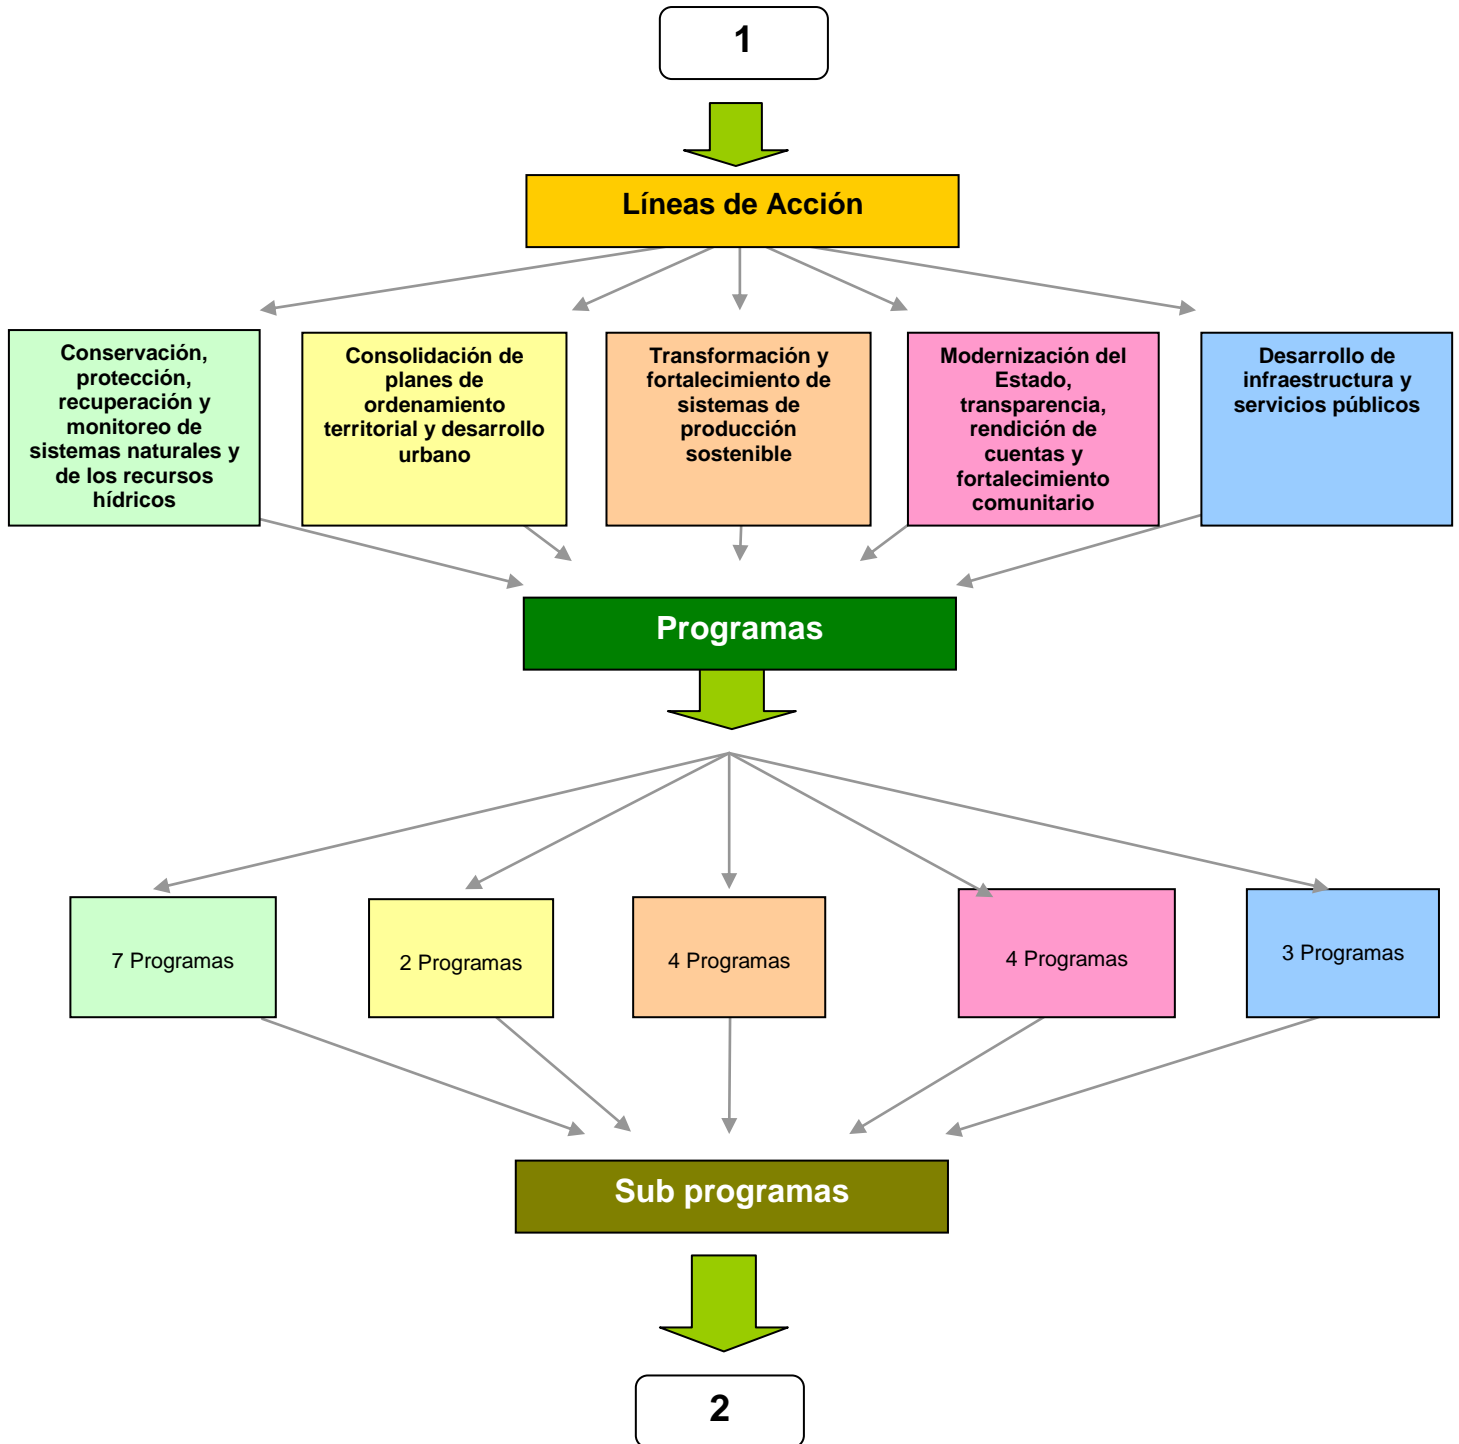 1
Líneas de Acción
Conservación,
protección,
recuperación y
monitoreo de
sistemas naturales y
de los recursos
hídricos
Consolidación de
planes de
ordenamiento
territorial y desarrollo
urbano
Transformación y
fortalecimiento de
sistemas de
producción
sostenible
Modernización del
Estado,
transparencia,
rendición de
cuentas y
fortalecimiento
comunitario
Desarrollo de
infraestructura y
servicios públicos
Programas
7 Programas
2 Programas
4 Programas
4 Programas
3 Programas
Sub programas
2